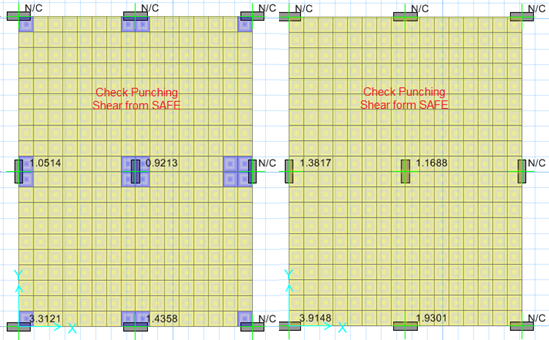 N/C N/C N/C N/C N/C N/C
Check Punching
Shear from SAFE
Check Punching
Shear form SAFE
1.0514 0.9213 N/C 1.3817 1.1688 N/C
Y Y
3.3121 1.4358 N/C 3.9148 1.9301 N/C
X X